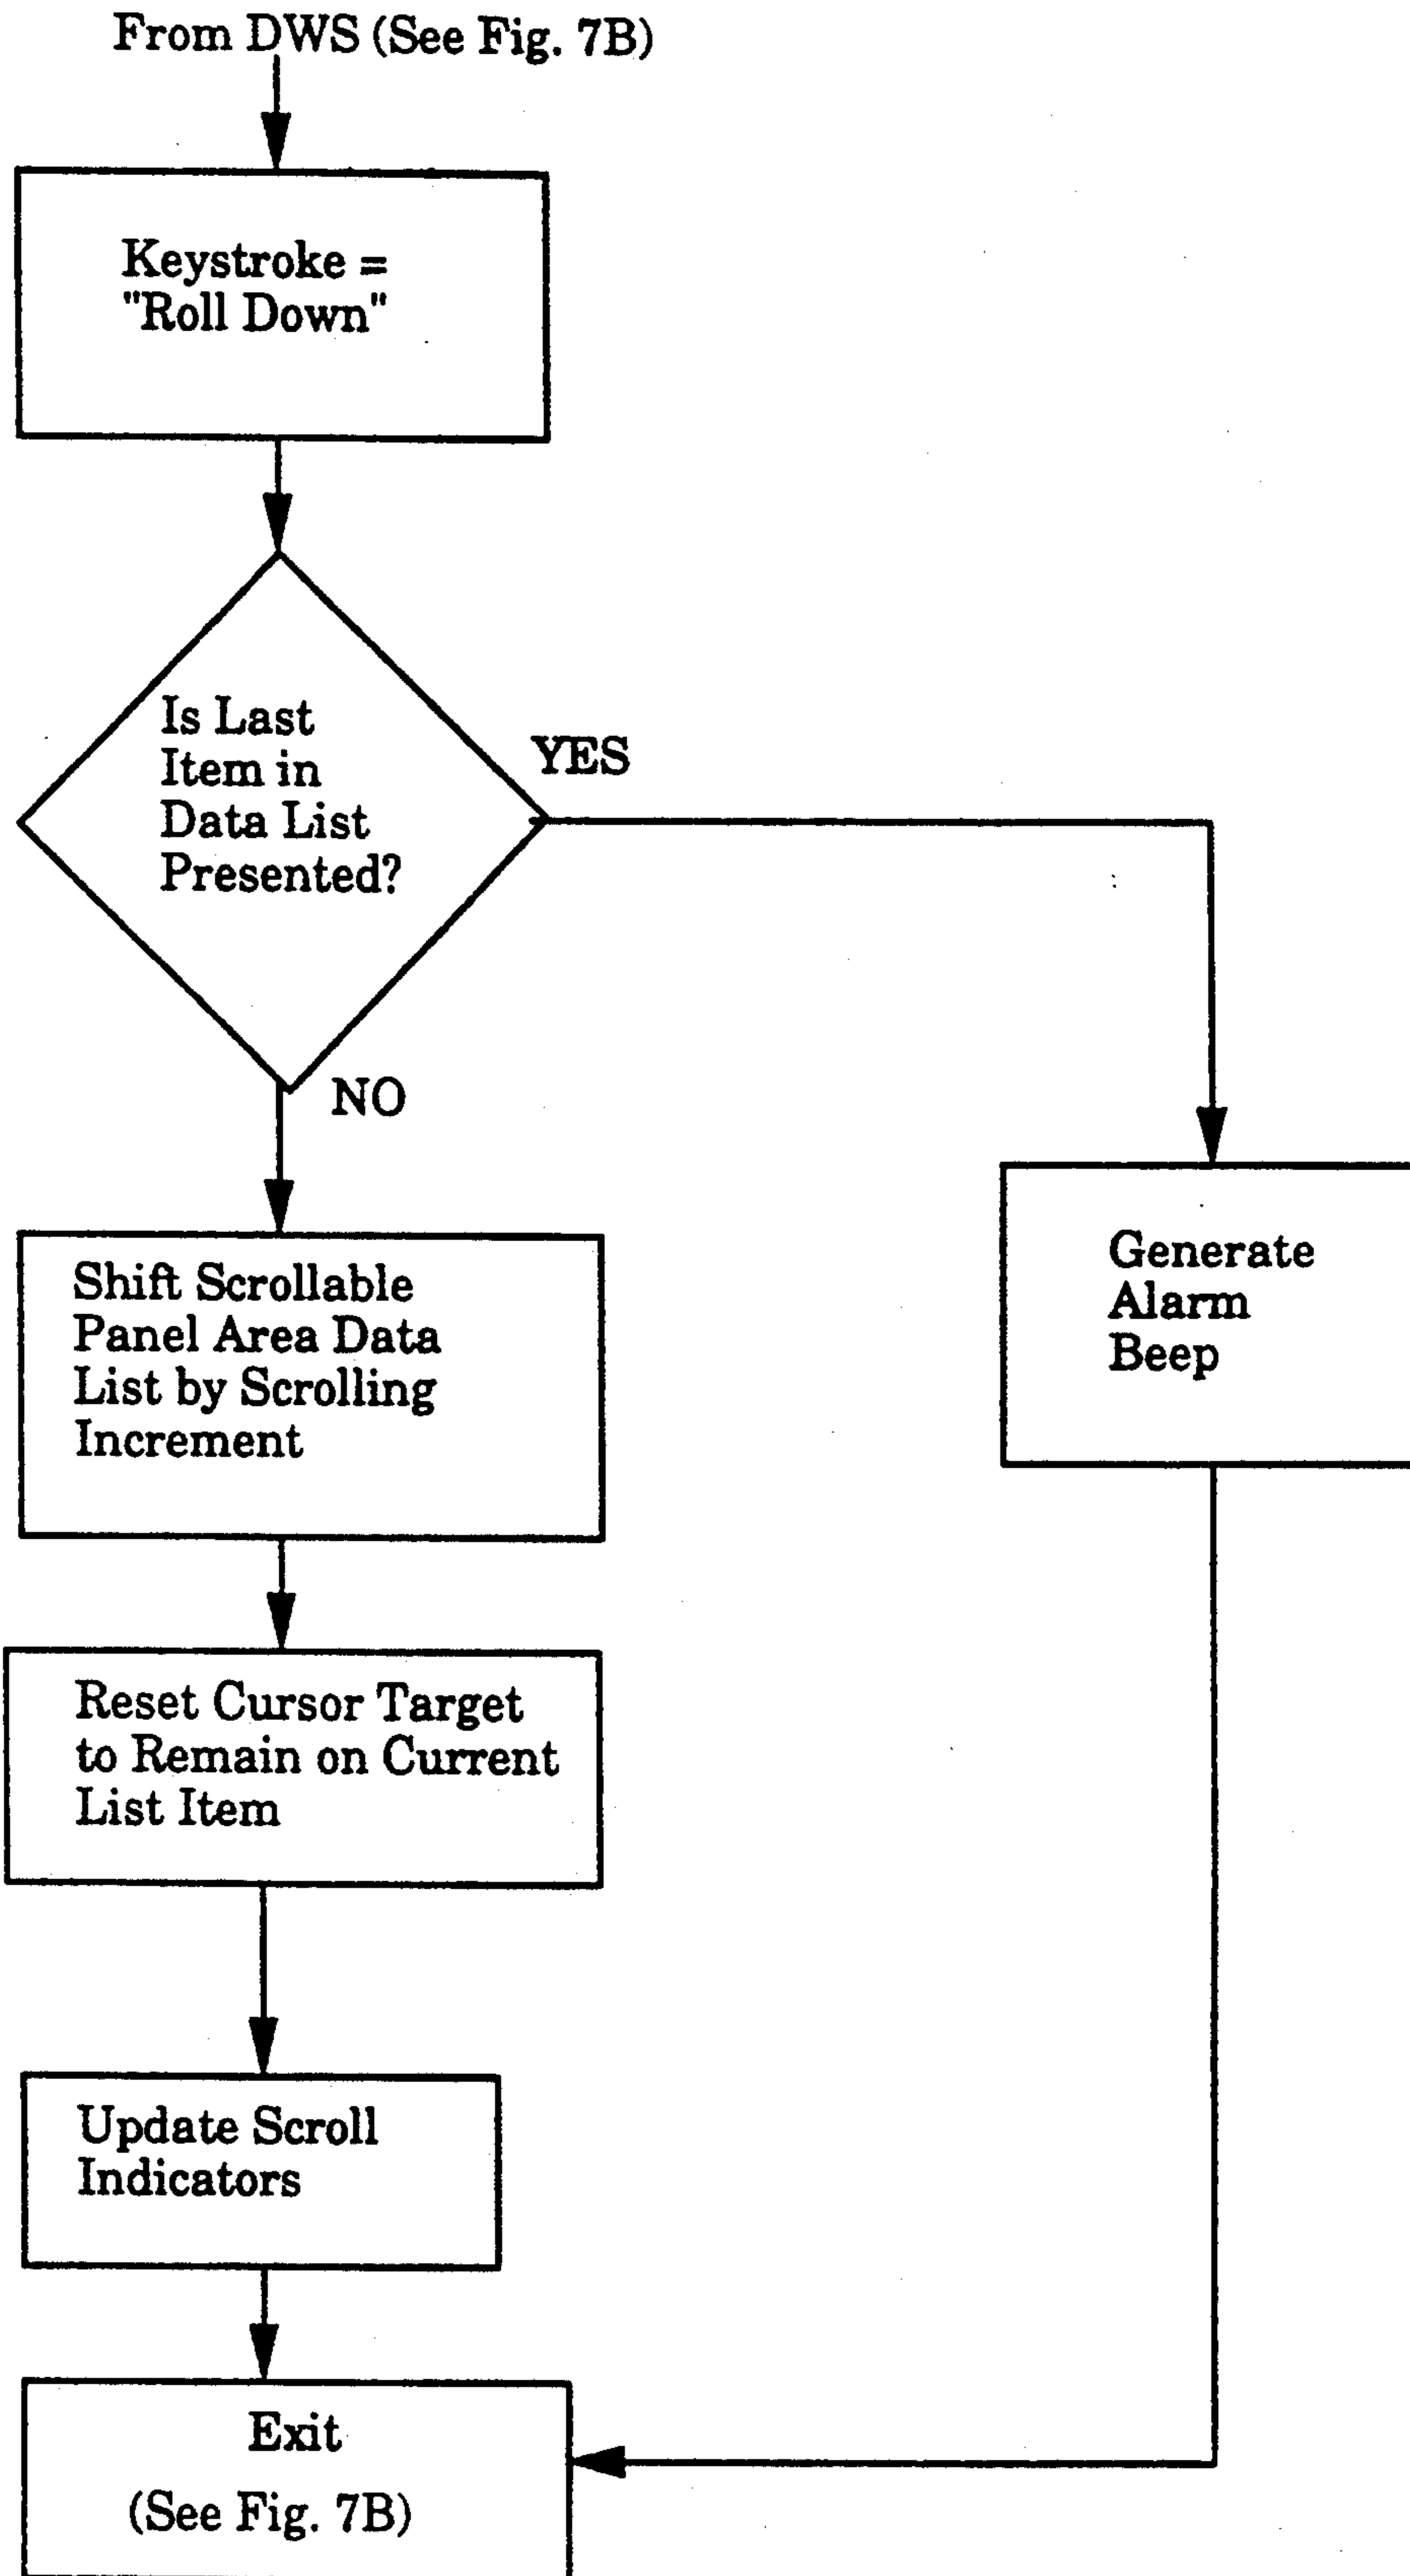 From DWS (See Fig. 7B)
Keystroke =
"Roll Down"
Is Last
Item in
Data List
Presented?
YES
NO
Shift Scrollable
Panel Area Data
List by Scrolling
Increment
Generate
Alarm
Beep
Reset Cursor Target
to Remain on Current
List Item
Update Scroll
Indicators
Exit
(See Fig. 7B)